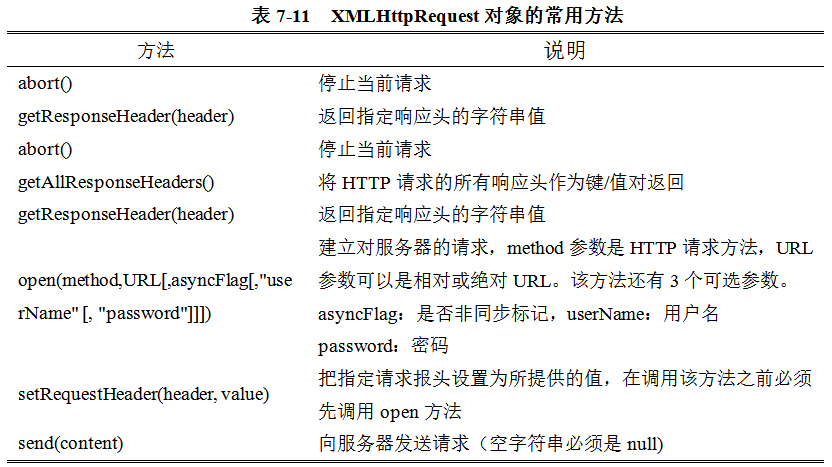 表 7-11 XMLHttpRequest 对象的常用方法
方法 说明
abort() 停止当前请求
getResponseHeader(header) 返回指定响应头的字符串值
abort() 停止当前请求
getAllResponseHeaders() 将 HTTP 请求的所有响应头作为键/值对返回
getResponseHeader(header) 返回指定响应头的字符串值
open(method,URL[,asyncFlag[,"use
rName" [, "password"]]])
建立对服务器的请求，method 参数是 HTTP 请求方法，URL
参数可以是相对或绝对 URL。该方法还有 3 个可选参数。
asyncFlag：是否非同步标记，userName：用户名
password：密码
setRequestHeader(header, value)
把指定请求报头设置为所提供的值，在调用该方法之前必须
先调用 open 方法
send(content) 向服务器发送请求（空字符串必须是 null)